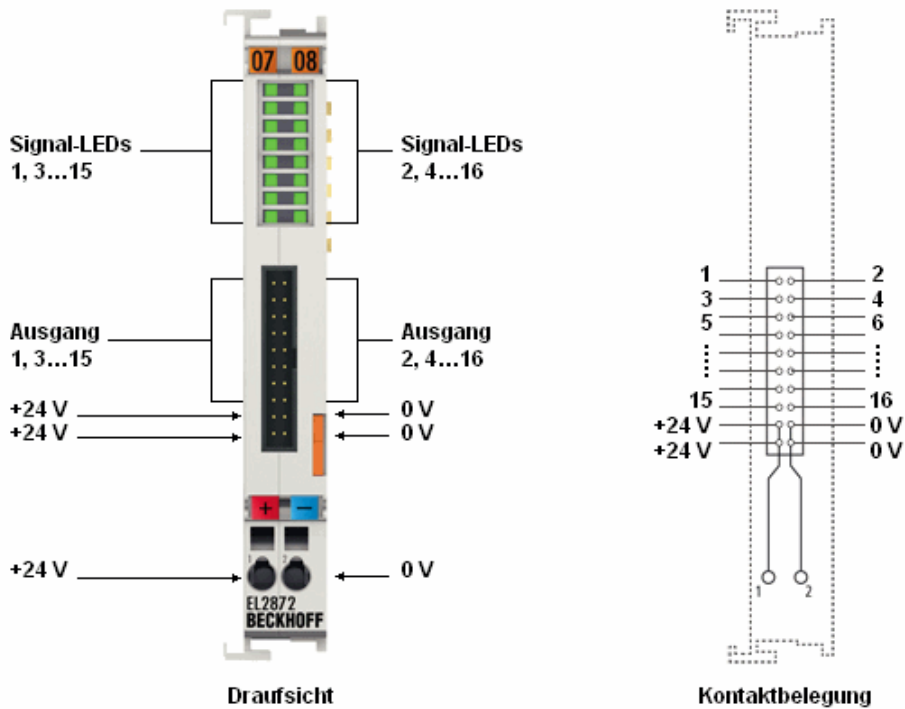 07 08
Signal-LEDs
1, 3...15
Signal-LEDs
2, 4...16
Ausgang
1, 3...15
Ausgang
2, 4...16
+24 V
0 V
+24 V
0 V
+ −
+24 V
0 V
1 2
EL2872
BECKHOFF
Draufsicht
1 2
3 4
5 6
15 16
+24 V 0 V
+24 V 0 V
1 2
Kontaktbelegung